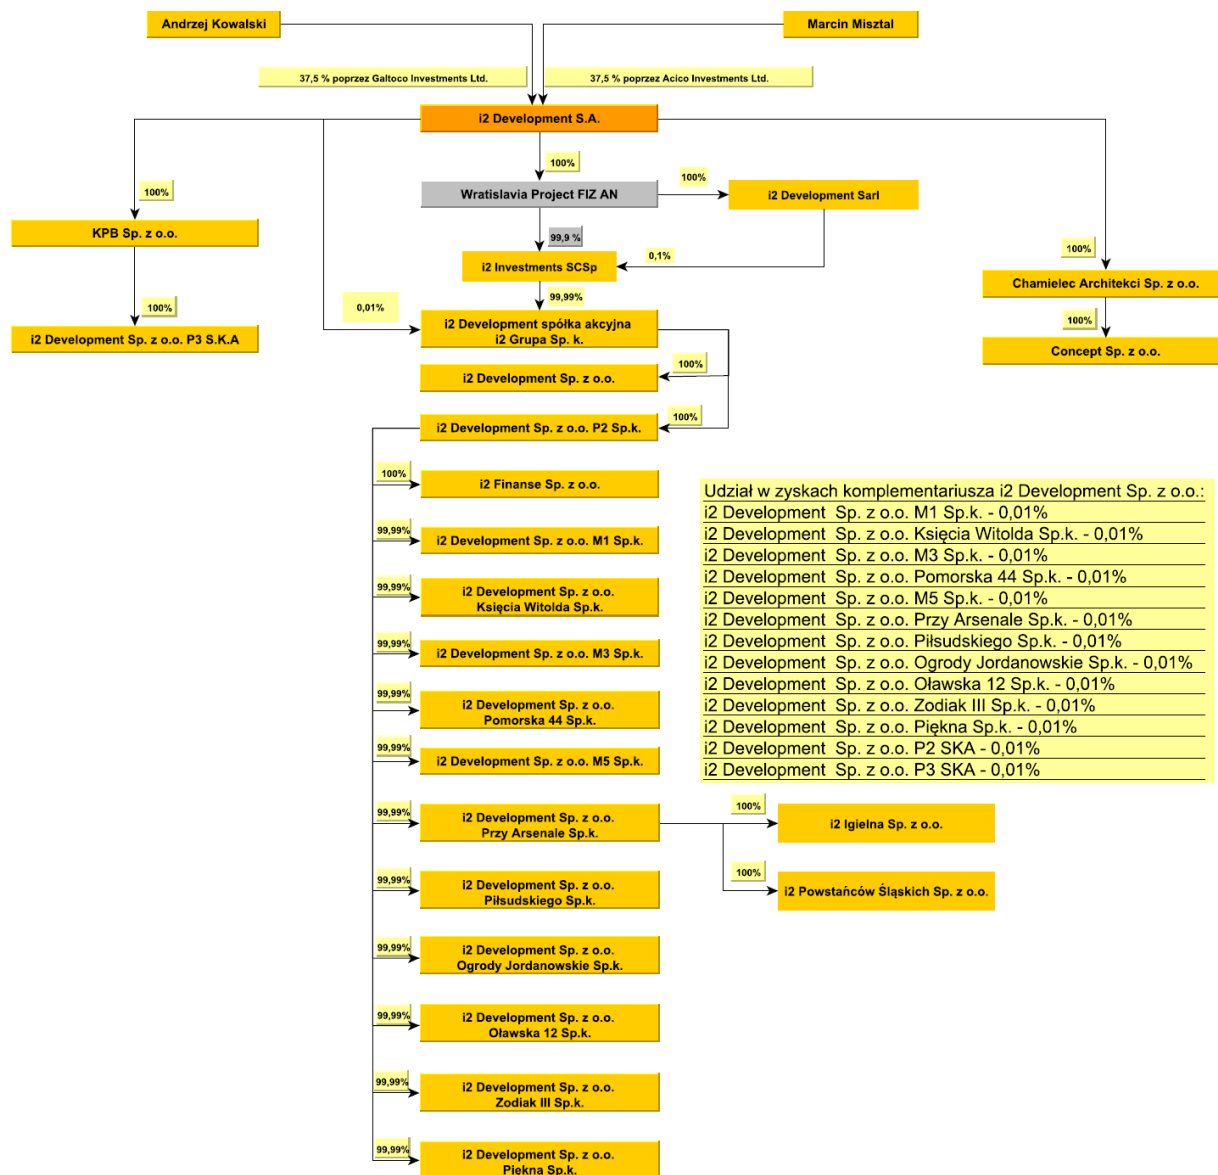 Andrzej Kowalski
Marcin Misztal
37,5 % poprzez Galtoco Investments Ltd.
37,5 % poprzez Acico Investments Ltd.
i2 Development S.A.
100%
100%
100%
100%
Wratislavia Project FIZ AN
i2 Development Sarl
KPB Sp. z o.o.
99,9 %
0,1%
100%
i2 Investments SCSp
Chamielec Architekci Sp. z o.o.
99,99%
100%
0,01%
100%
i2 Development spółka akcyjna
i2 Grupa Sp. k.
i2 Development Sp. z o.o. P3 S.K.A
Concept Sp. z o.o.
100%
i2 Development Sp. z o.o.
100%
i2 Development Sp. z o.o. P2 Sp.k.
100%
i2 Finanse Sp. z o.o.
99,99%
i2 Development Sp. z o.o. M1 Sp.k.
99,99%
i2 Development Sp. z o.o.
Księcia Witolda Sp.k.
99,99%
i2 Development Sp. z o.o. M3 Sp.k.
99,99%
i2 Development Sp. z o.o.
Pomorska 44 Sp.k.
99,99%
i2 Development Sp. z o.o. M5 Sp.k.
Udział w zyskach komplementariusza i2 Development Sp. z o.o.:
i2 Development Sp. z o.o. M1 Sp.k. - 0,01%
i2 Development Sp. z o.o. Księcia Witolda Sp.k. - 0,01%
i2 Development Sp. z o.o. M3 Sp.k. - 0,01%
i2 Development Sp. z o.o. Pomorska 44 Sp.k. - 0,01%
i2 Development Sp. z o.o. M5 Sp.k. - 0,01%
i2 Development Sp. z o.o. Przy Arsenale Sp.k. - 0,01%
i2 Development Sp. z o.o. Piłsudskiego Sp.k. - 0,01%
i2 Development Sp. z o.o. Ogrody Jordanowskie Sp.k. - 0,01%
i2 Development Sp. z o.o. Oławska 12 Sp.k. - 0,01%
i2 Development Sp. z o.o. Zodiak III Sp.k. - 0,01%
i2 Development Sp. z o.o. Piękna Sp.k. - 0,01%
i2 Development Sp. z o.o. P2 SKA - 0,01%
i2 Development Sp. z o.o. P3 SKA - 0,01%
99,99%
i2 Development Sp. z o.o.
Przy Arsenale Sp.k.
100%
i2 Igielna Sp. z o.o.
100%
i2 Powstańców Śląskich Sp. z o.o.
99,99%
i2 Development Sp. z o.o.
Piłsudskiego Sp.k.
99,99%
i2 Development Sp. z o.o.
Ogrody Jordanowskie Sp.k.
99,99%
i2 Development Sp. z o.o.
Oławska 12 Sp.k.
99,99%
i2 Development Sp. z o.o.
Zodiak III Sp.k.
99,99%
i2 Development Sp. z o.o.
Piękna Sp.k.